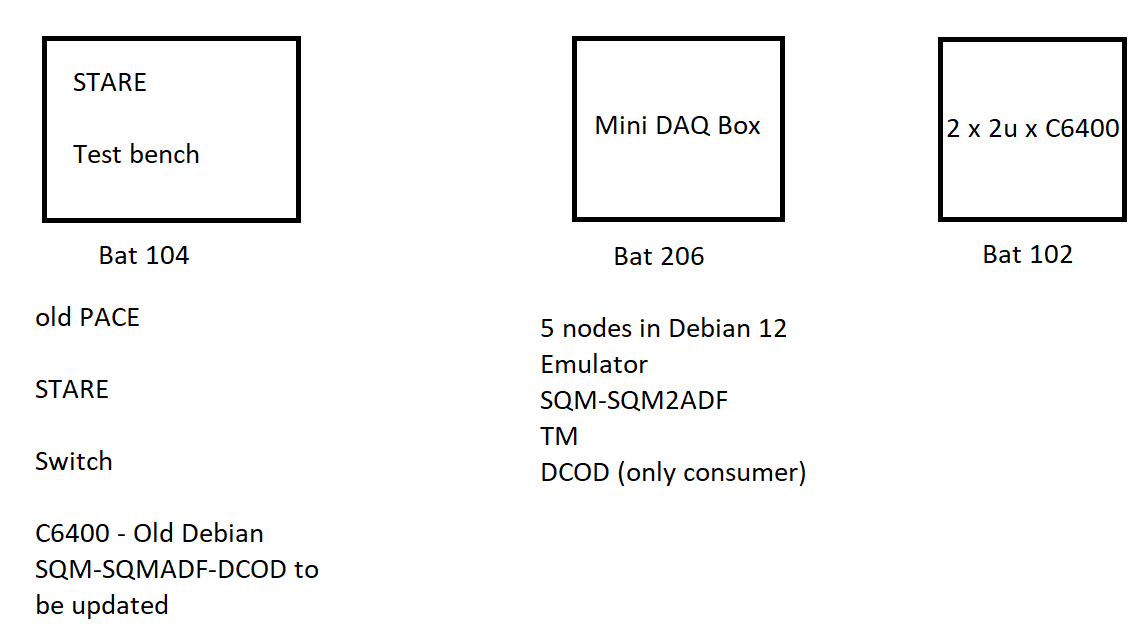 STARE
Test bench
Bat 104
old PACE
STARE
Switch
C6400 - Old Debian
SQM-SQMADF-DCOD to
be updated
Mini DAQ Box
Bat 206
5 nodes in Debian 12
Emulator
SQM-SQM2ADF
TM
DCOD (only consumer)
2 x 2u x C6400
Bat 102